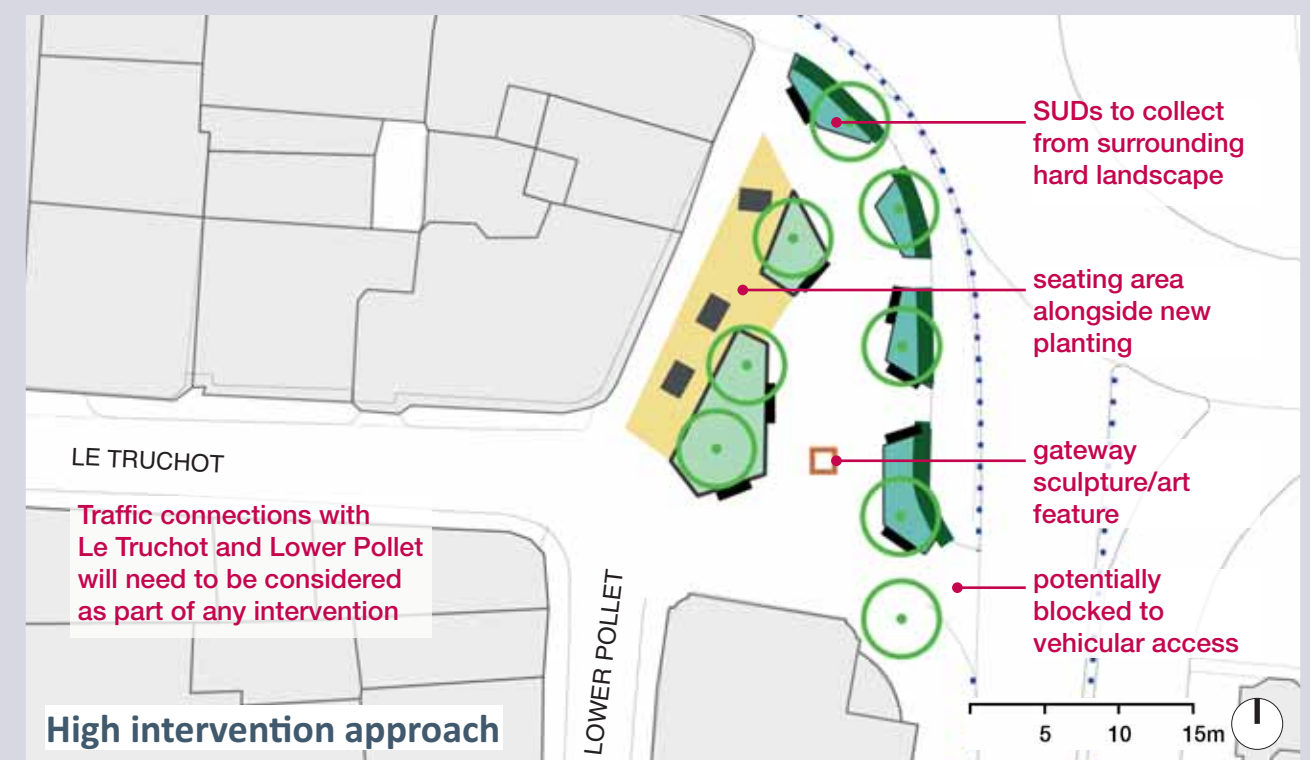 SUDs to collect
from surrounding
hard landscape
seating area
alongside new
planting
gateway
sculpture/art
feature
potentially
blocked to
vehicular access
LE TRUCHOT
Traffic connections with
Le Truchot and Lower Pollet
will need to be considered
as part of any intervention
LOWER POLLET
High intervention approach
5 10 15m